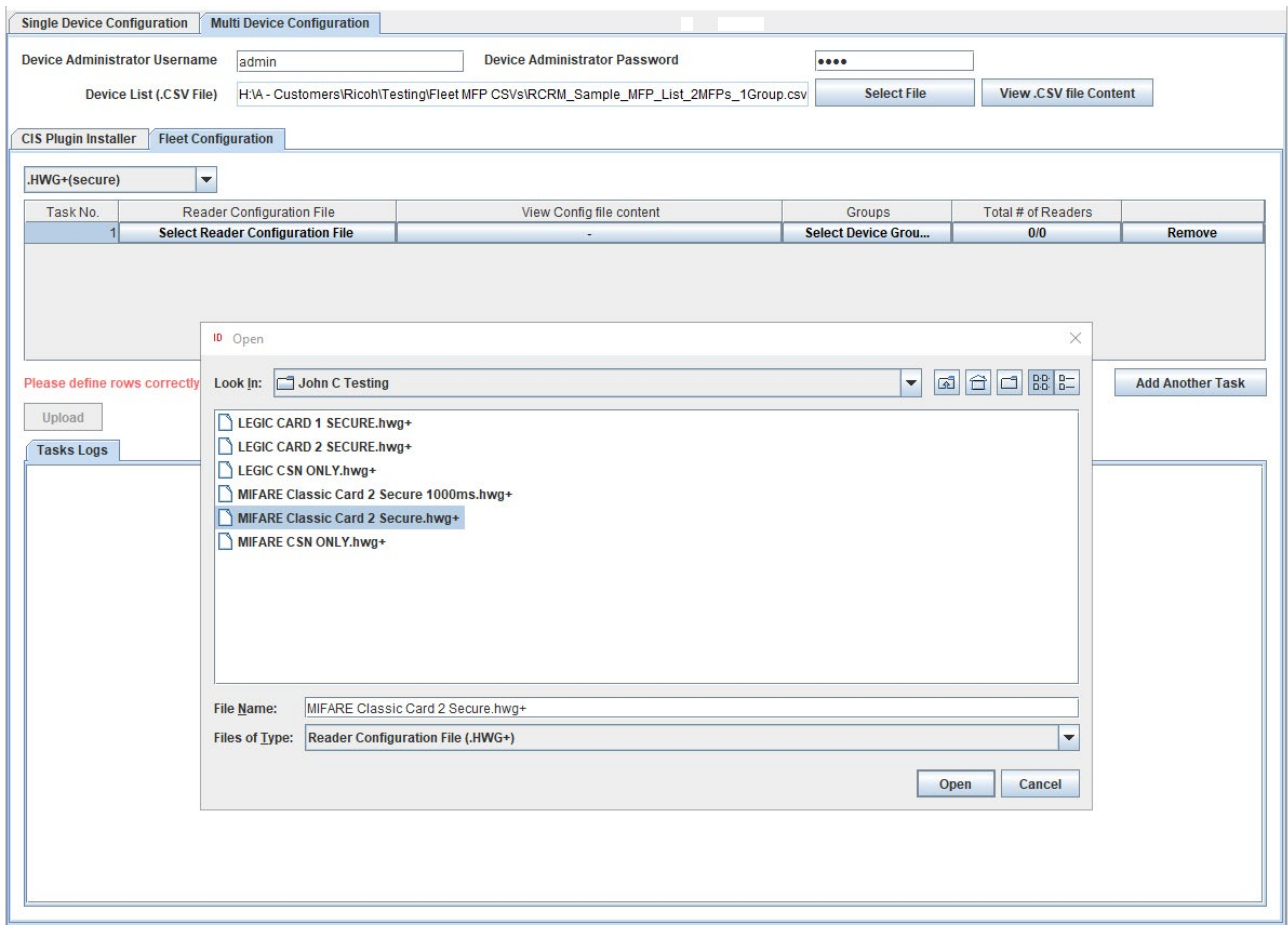 Single Device Configuration Multi Device Configuration
Device Administrator Username admin Device Administrator Password ••••
Device List (.CSV File) H:\A - Customers\Ricoh\Testing\Fleet MFP CSVs\RCRM_Sample_MFP_List_2MFPs_1Group.csv Select File View .CSV file Content
CIS Plugin Installer Fleet Configuration
.HWG+(secure)
Task No. Reader Configuration File View Config file content Groups Total # of Readers
1 Select Reader Configuration File - Select Device Grou... 0/0 Remove
ID Open
Look In: John C Testing
Please define rows correctly
Add Another Task
Upload
Tasks Logs
LEGIC CARD 1 SECURE.hwg+
LEGIC CARD 2 SECURE.hwg+
LEGIC CSN ONLY.hwg+
MIFARE Classic Card 2 Secure 1000ms.hwg+
MIFARE Classic Card 2 Secure.hwg+
MIFARE CSN ONLY.hwg+
File Name: MIFARE Classic Card 2 Secure.hwg+
Files of Type: Reader Configuration File (.HWG+)
Open Cancel